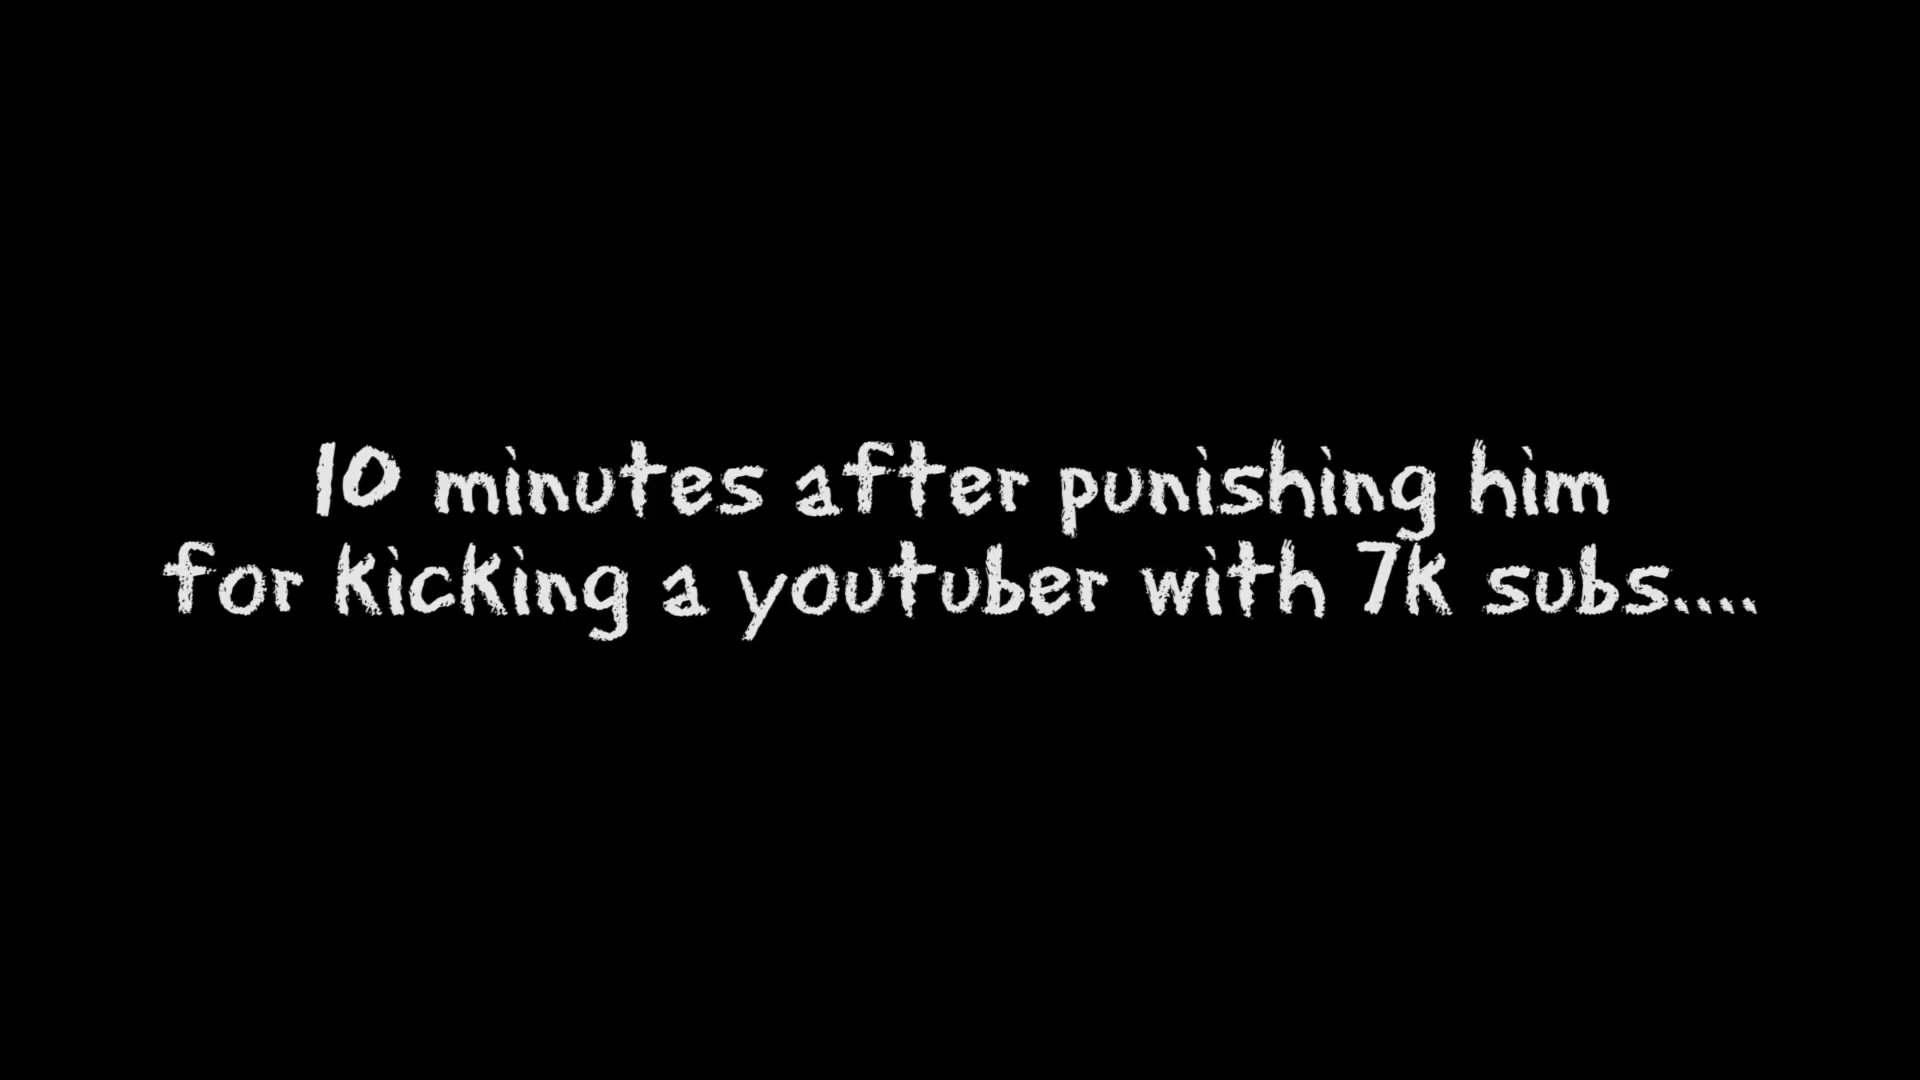 10 minutes after punishing him
for kicking a youtuber with 7k subs....